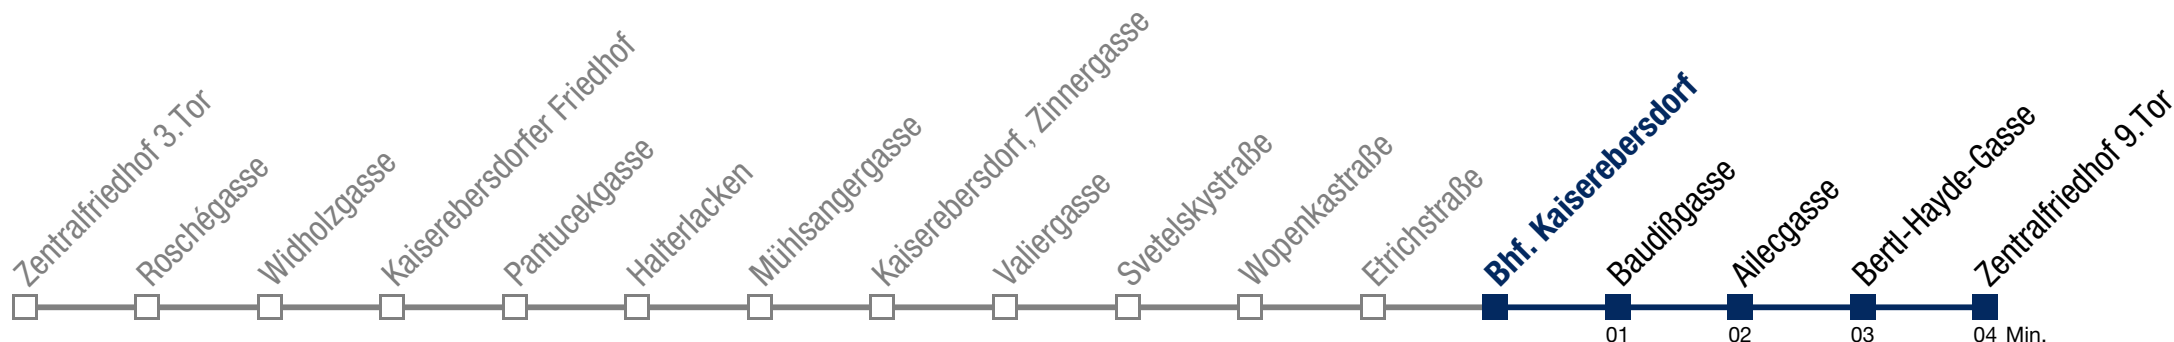 Zentralfriedhof 3.Tor
Roschégasse
Widholzgasse
Kaiserebersdorfer Friedhof
Pantucekgasse
Halterlacken
Mühlsangergasse
Kaiserebersdorf, Zinnergasse
Valiergasse
Svetelskystraße
Wopenkastraße
Etrichstraße
Bhf. Kaiserebersdorf
Baudißgasse
Ailecgasse
Bertl-Hayde-Gasse
Zentralfriedhof 9.Tor
01 02 03 04 Min.